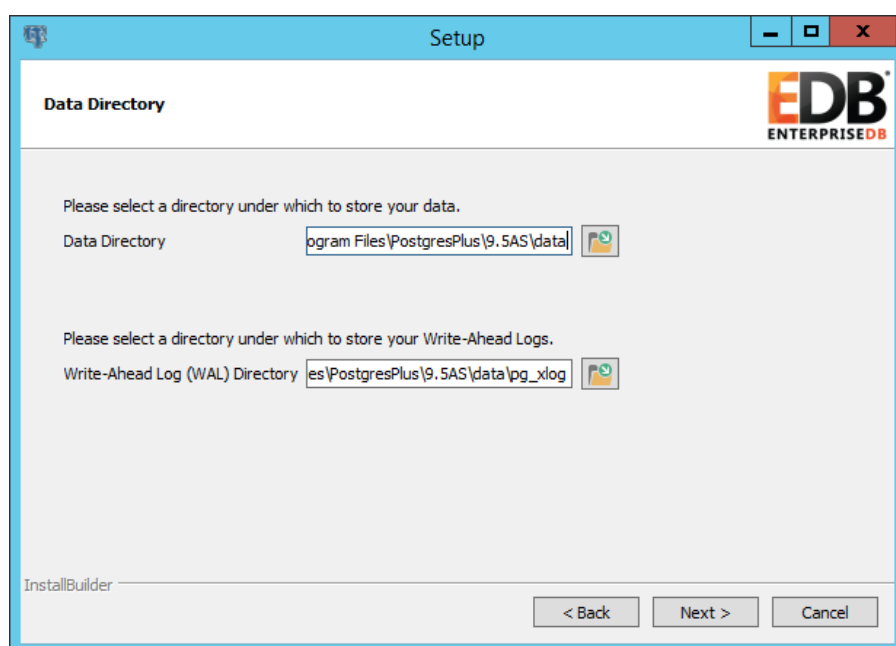 Setup
Data Directory
EDB
ENTERPRISEDB
Please select a directory under which to store your data.
Data Directory ogram Files\PostgresPlus\9.5AS\data
Please select a directory under which to store your Write-Ahead Logs.
Write-Ahead Log (WAL) Directory es\PostgresPlus\9.5AS\data\pg_xlog
InstallBuilder
< Back Next > Cancel